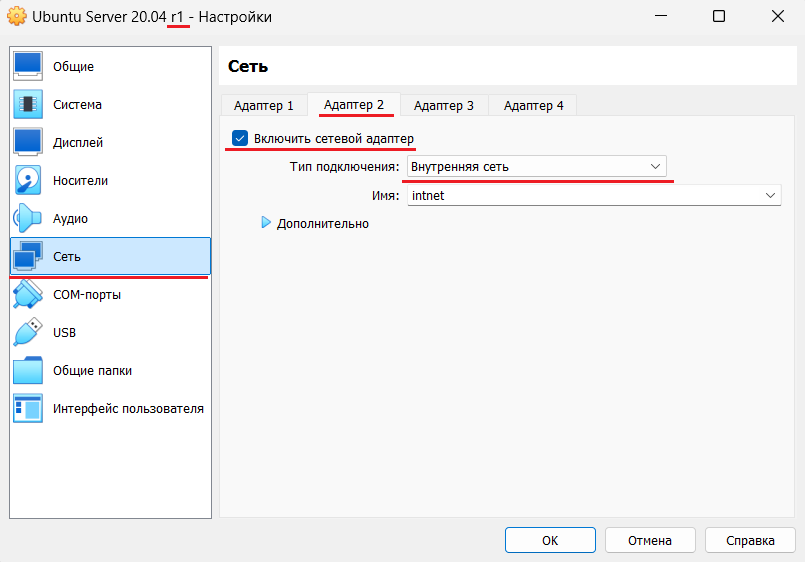 Ubuntu Server 20.04 r1 - Настройки
Общие
Система
Дисплей
Носители
Аудио
Сеть
COM-порты
USB
Общие папки
Интерфейс пользователя
Сеть
Адаптер 1
Адаптер 2
Адаптер 3
Адаптер 4
Включить сетевой адаптер
Тип подключения: Внутренняя сеть
Имя: intnet
Дополнительно
OK
Отмена
Справка